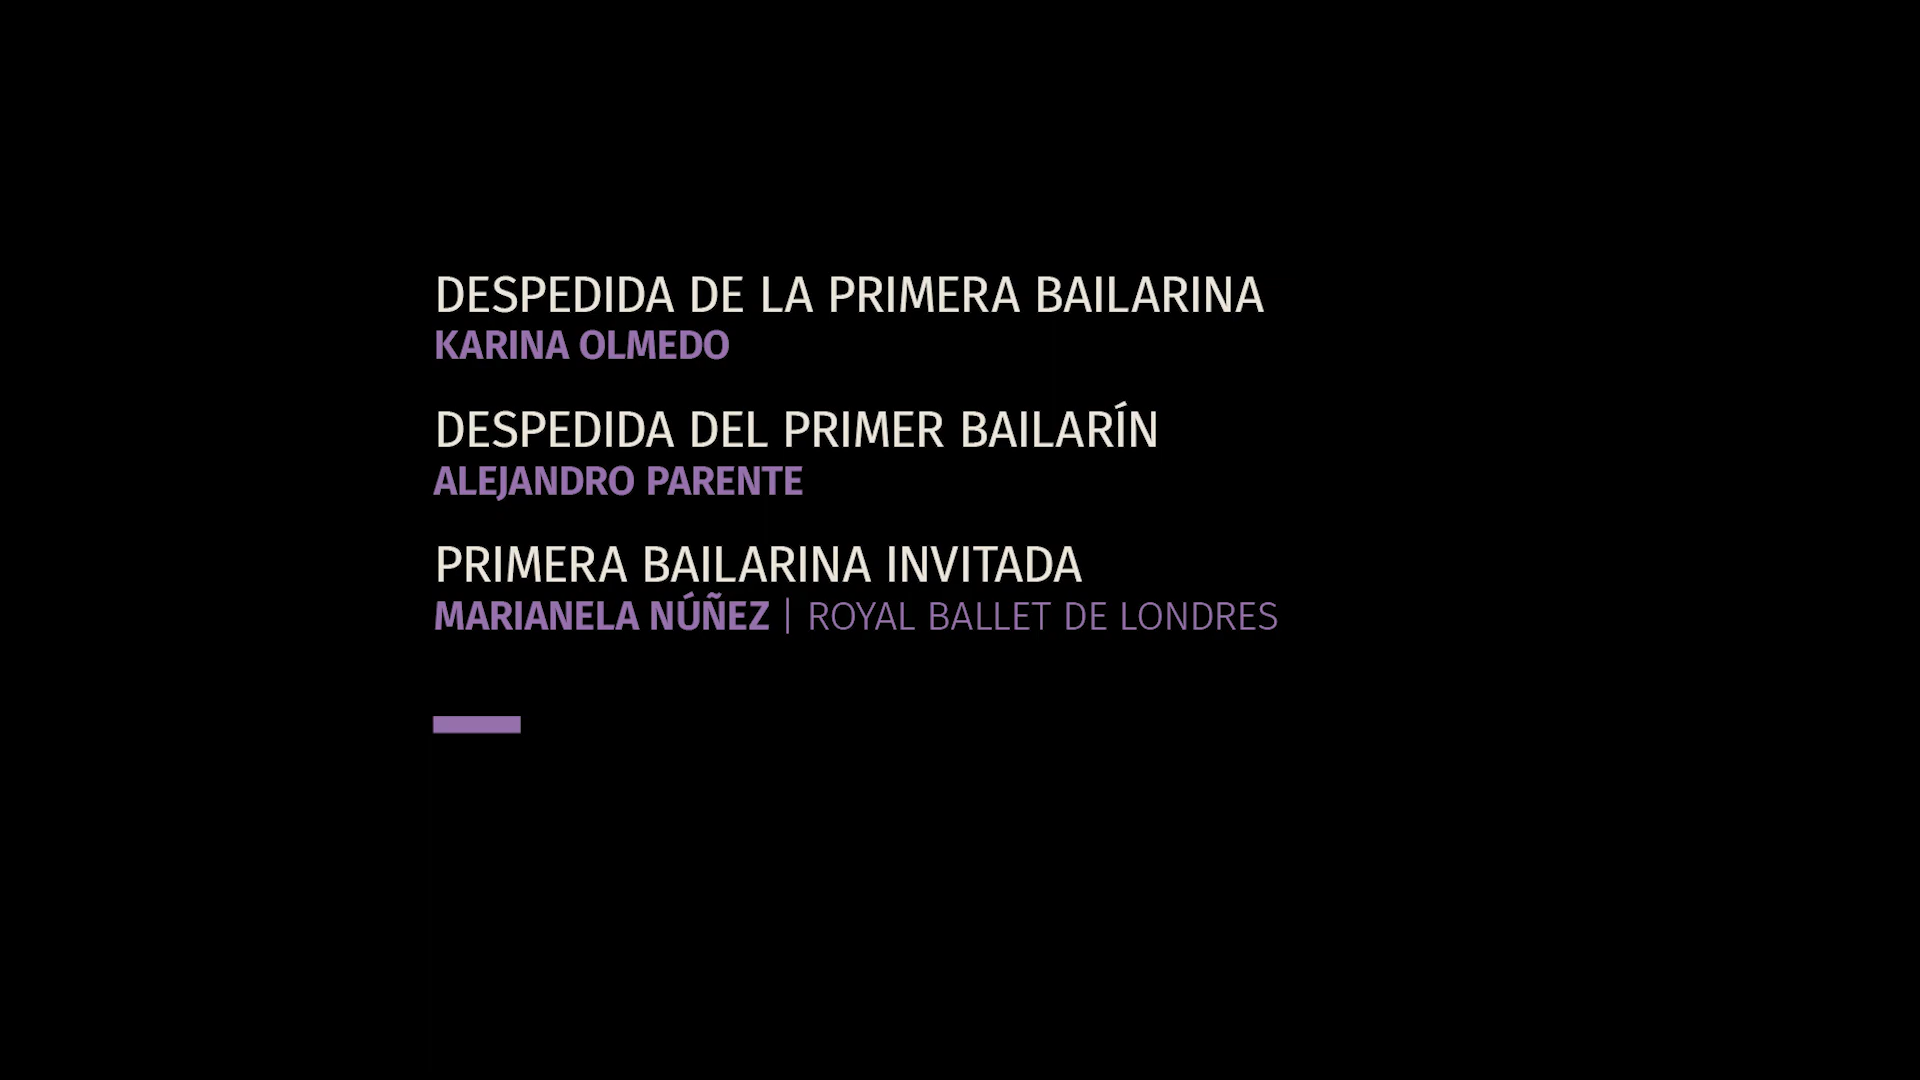 DESPEDIDA DE LA PRIMERA BAILARINA
KARINA OLMEDO
DESPEDIDA DEL PRIMER BAILARÍN
ALEJANDRO PARENTE
PRIMERA BAILARINA INVITADA
MARIANELA NÚÑEZ | ROYAL BALLET DE LONDRES